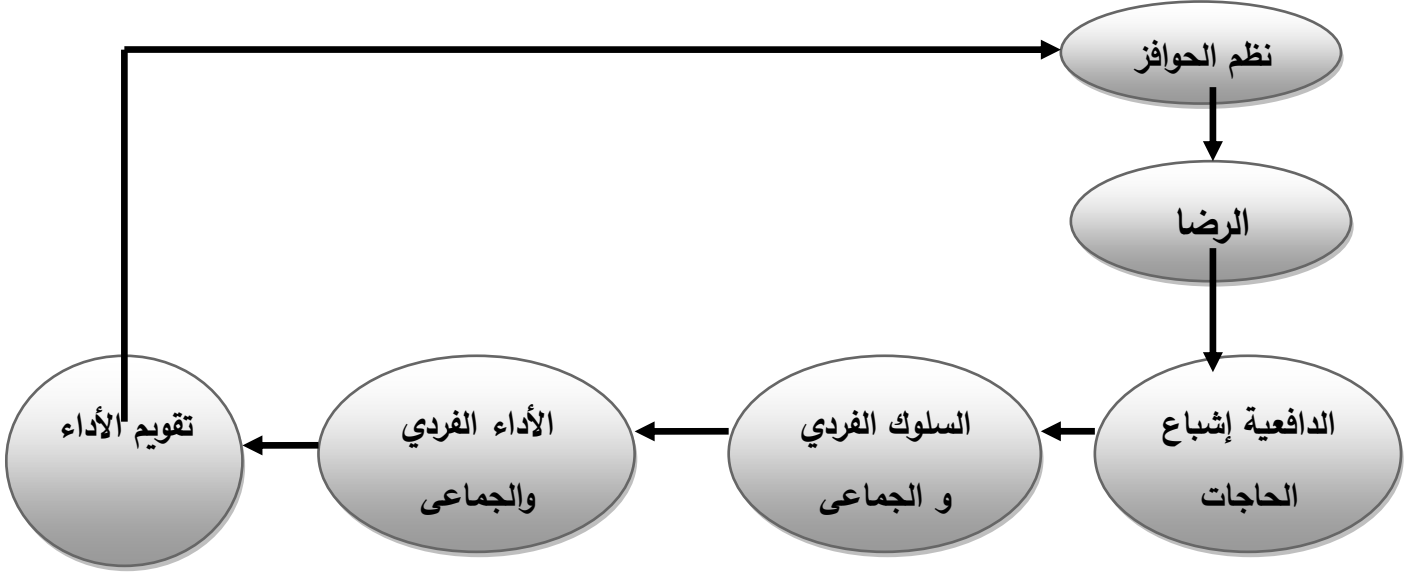 نظم الحوافز
الرضا
الدافعية إشباع
الحاجات
السلوك الفردي
و الجماعى
الأداء الفردي
والجماعى
تقويم الأداء